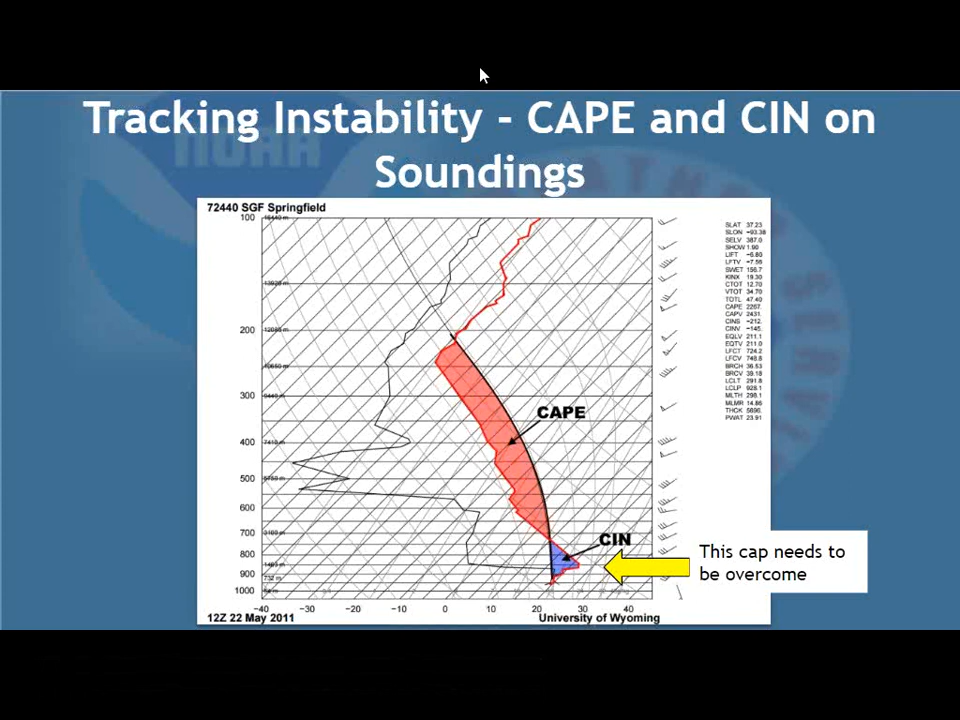 Tracking Instability - CAPE and CIN on
Soundings
72440 SGF Springfield
100
200
300
400
500
600
700
800
900
1000
CAPE
CIN
This cap needs to
be overcome
SLAT 37.23
SLON -93.38
SELV 387.0
SHOW 1.90
LIFT -6.80
LFTV -7.56
SWET 156.7
KINX 19.30
CTOT 12.70
VTOT 34.70
TOTL 47.40
CAPE 2267.
CAPV 2431.
CINS -212.
CINV -145.
EQLV 211.1
EQTV 211.0
LFCT 724.2
LFCV 748.8
BRCH 36.53
BRCV 39.18
LCLT 291.8
LCLP 928.1
MLTH 298.1
MLMR 14.86
THCK 5696.
PWAT 23.91
-40 -30 -20 -10 0 10 20 30 40
12Z 22 May 2011 University of Wyoming